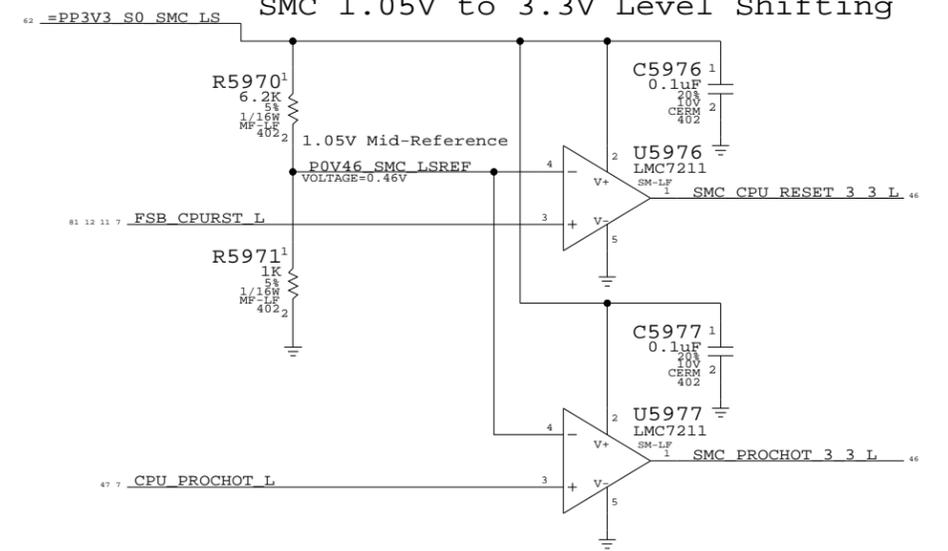 SMC 1.05V to 3.3V Level Shifting
62 =PP3V3_S0_SMC_LS
R5970 1
6.2K
5%
1/16W
MF-LF
402 2
C5976 1
0.1uF
20%
10V 2
CERM
402
1.05V Mid-Reference
P0V46_SMC_LSREF
VOLTAGE=0.46V
4
−
2
V+
U5976
LMC7211
SM-LF
1 SMC_CPU_RESET_3_3_L 46
81 12 11 7 FSB_CPURST_L
3
+
V−
5
R5971 1
1K
5%
1/16W
MF-LF
402 2
C5977 1
0.1uF
20%
10V 2
CERM
402
4
−
2
V+
U5977
LMC7211
SM-LF
1 SMC_PROCHOT_3_3_L 46
47 7 CPU_PROCHOT_L
3
+
V−
5